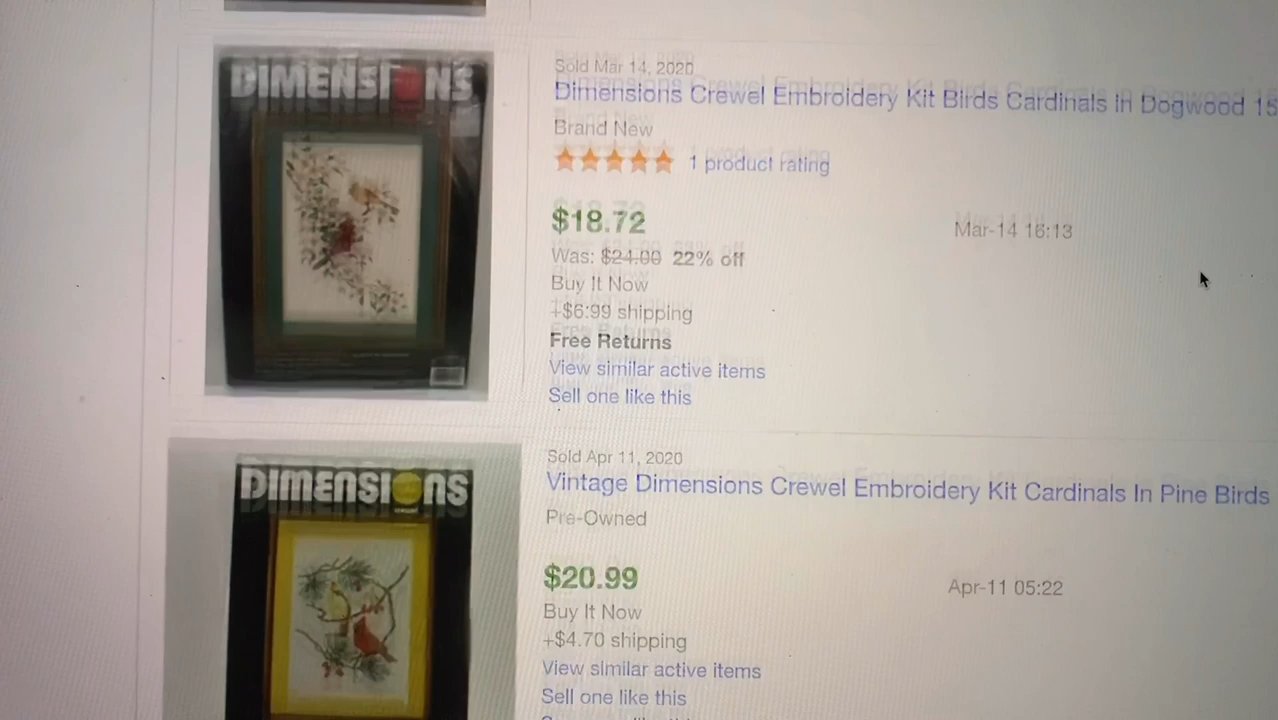 DIMENSIONS
Sold Mar 14, 2020
Dimensions Crewel Embroidery Kit Birds Cardinals in Dogwood 15
Brand New
1 product rating
$18.72
Mar-14 16:13
Was: $24.00 22% off
Buy It Now
+$6.99 shipping
Free Returns
View similar active items
Sell one like this
DIMENSIONS
Sold Apr 11, 2020
Vintage Dimensions Crewel Embroidery Kit Cardinals In Pine Birds
Pre-Owned
$20.99
Apr-11 05:22
Buy It Now
+$4.70 shipping
View similar active items
Sell one like this